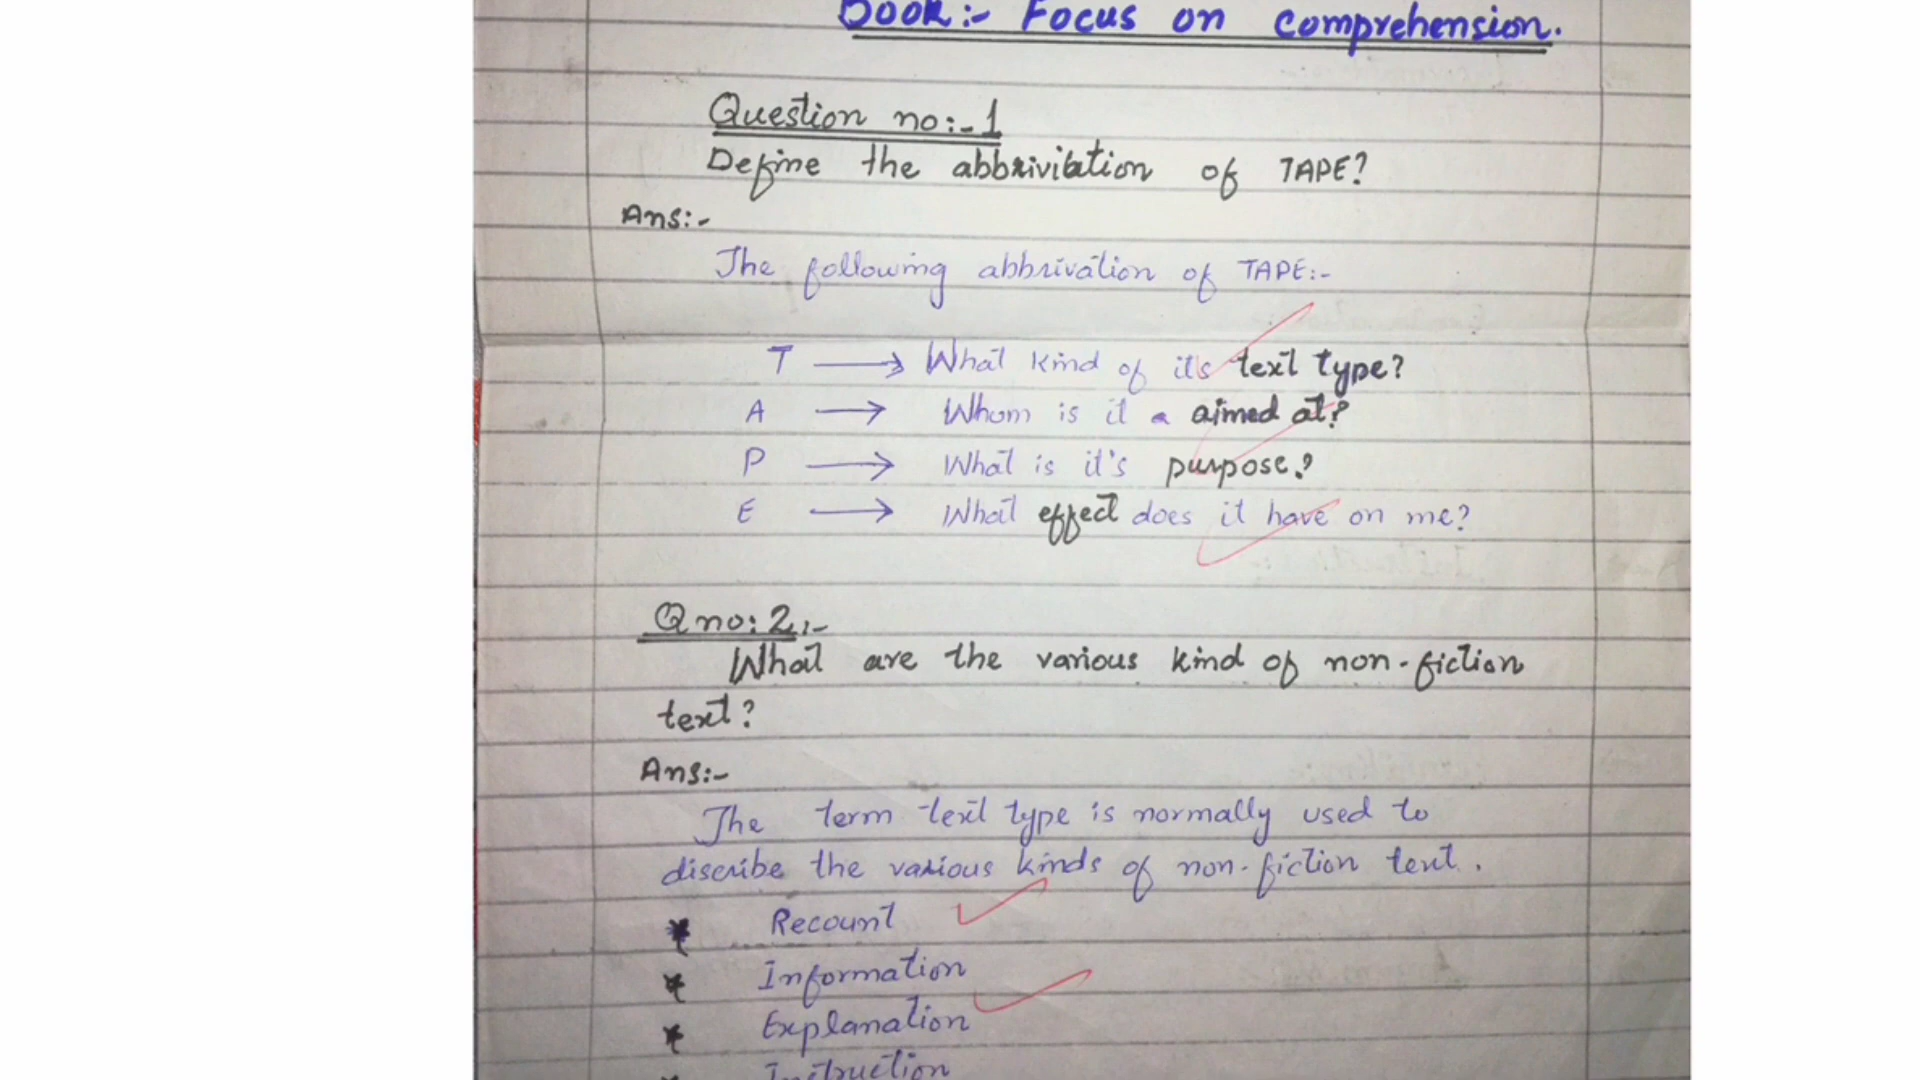 Book:- Focus on Comprehension.
Question no:-1
Define the abbriviation of TAPE?
Ans:-
The following abbrivation of TAPE:-
T → What kind of it's text type?
A → Whom is it a aimed at?
P → What is it's purpose?
E → What effect does it have on me?
Q no: 2:-
What are the various kind of non-fiction
text?
Ans:-
The term text type is normally used to
discribe the various kinds of non-fiction text.
* Recount
* Information
* Explanation
* Instruction